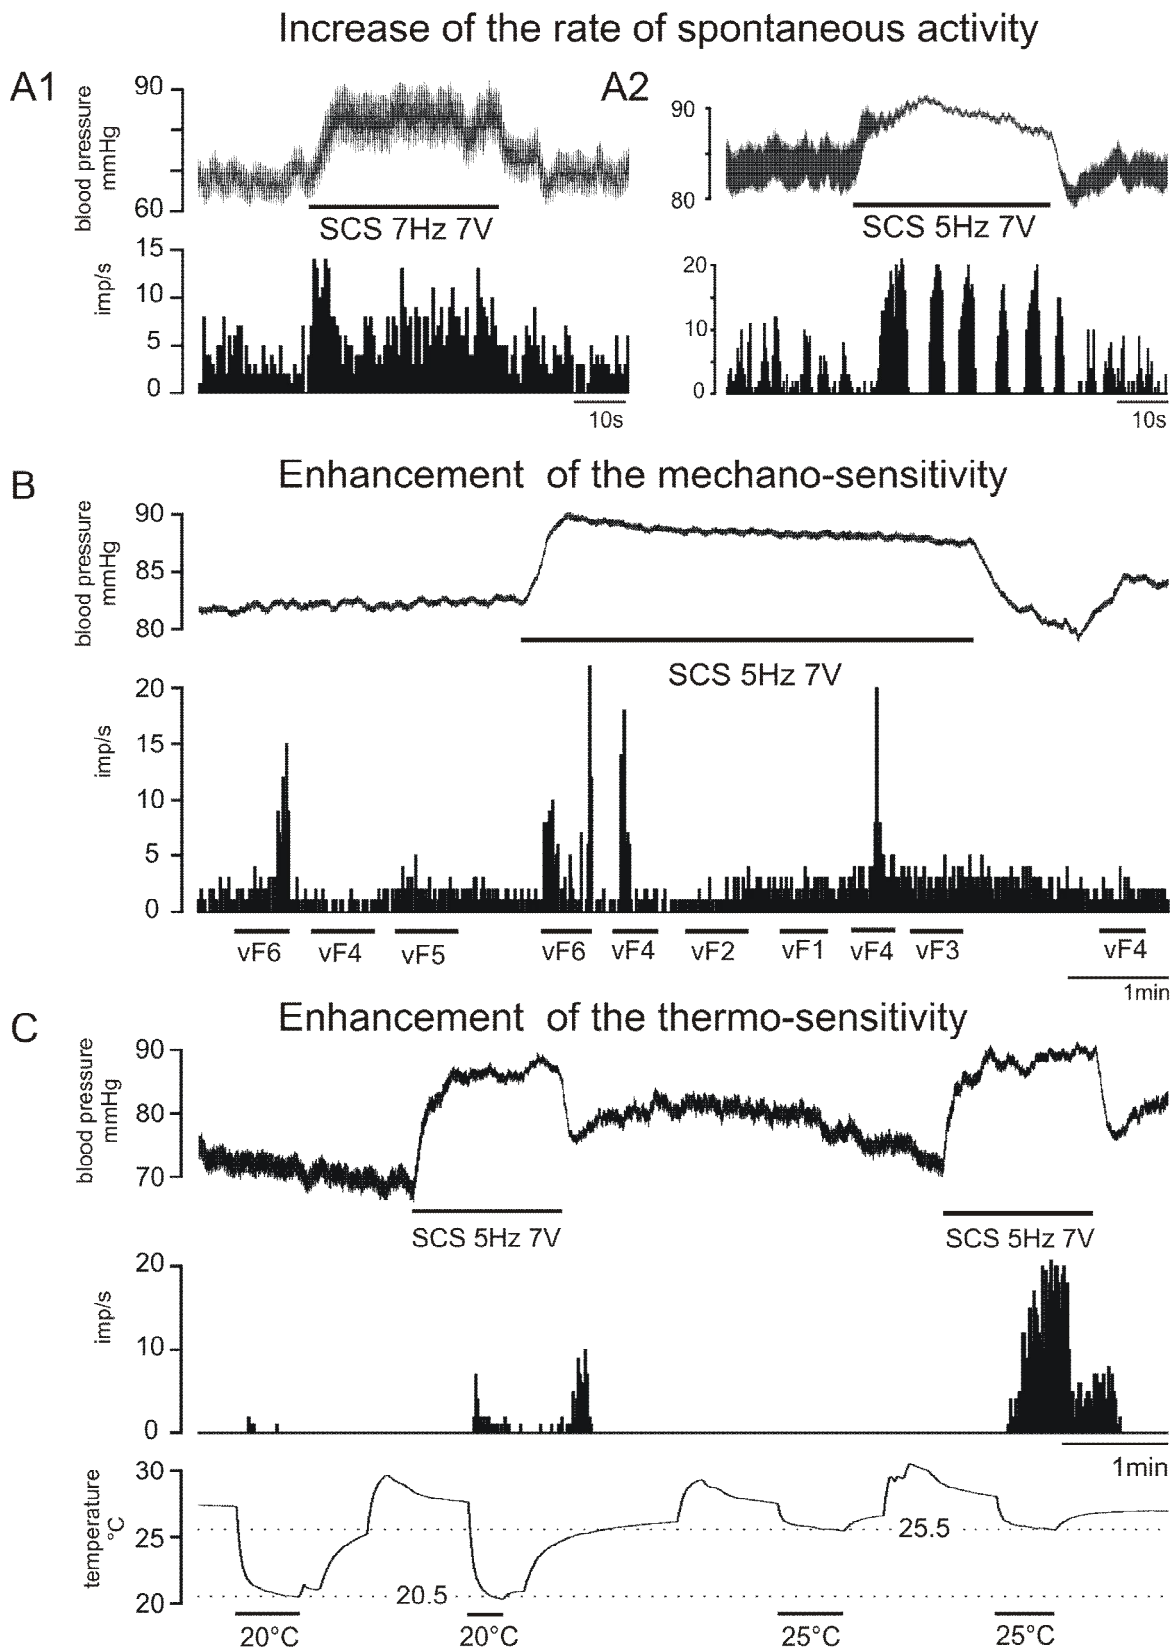 Increase of the rate of spontaneous activity
A1
blood pressure
mmHg
90
60
SCS 7Hz 7V
imp/s
15
10
5
0
10s
A2
90
80
SCS 5Hz 7V
20
10
0
10s
B
Enhancement of the mechano-sensitivity
blood pressure
mmHg
90
85
80
SCS 5Hz 7V
imp/s
20
15
10
5
0
vF6 vF4 vF5 vF6 vF4 vF2 vF1 vF4 vF3 vF4
1min
C
Enhancement of the thermo-sensitivity
blood pressure
mmHg
90
80
70
SCS 5Hz 7V SCS 5Hz 7V
imp/s
20
10
0
1min
temperature
°C
30
25
20
25.5
20.5
20°C 20°C 25°C 25°C